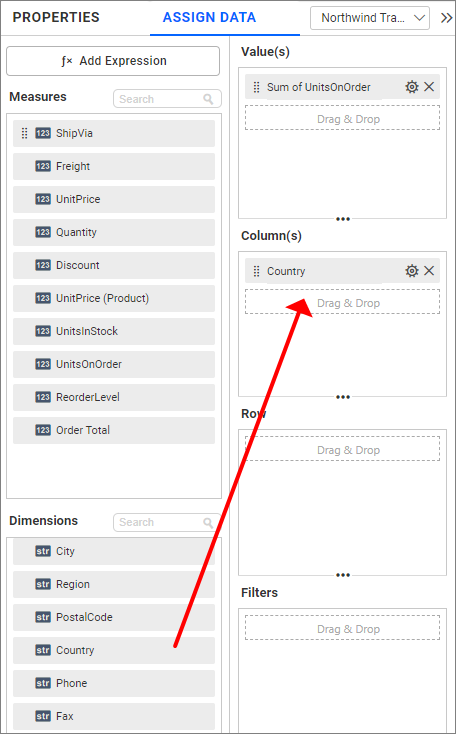 PROPERTIES
ASSIGN DATA
Northwind Tra...
ƒ× Add Expression
Measures
Search
123 ShipVia
123 Freight
123 UnitPrice
123 Quantity
123 Discount
123 UnitPrice (Product)
123 UnitsInStock
123 UnitsOnOrder
123 ReorderLevel
123 Order Total
Dimensions
Search
str City
str Region
str PostalCode
str Country
str Phone
str Fax
Value(s)
Sum of UnitsOnOrder
Drag & Drop
Column(s)
Country
Drag & Drop
Row
Drag & Drop
Filters
Drag & Drop